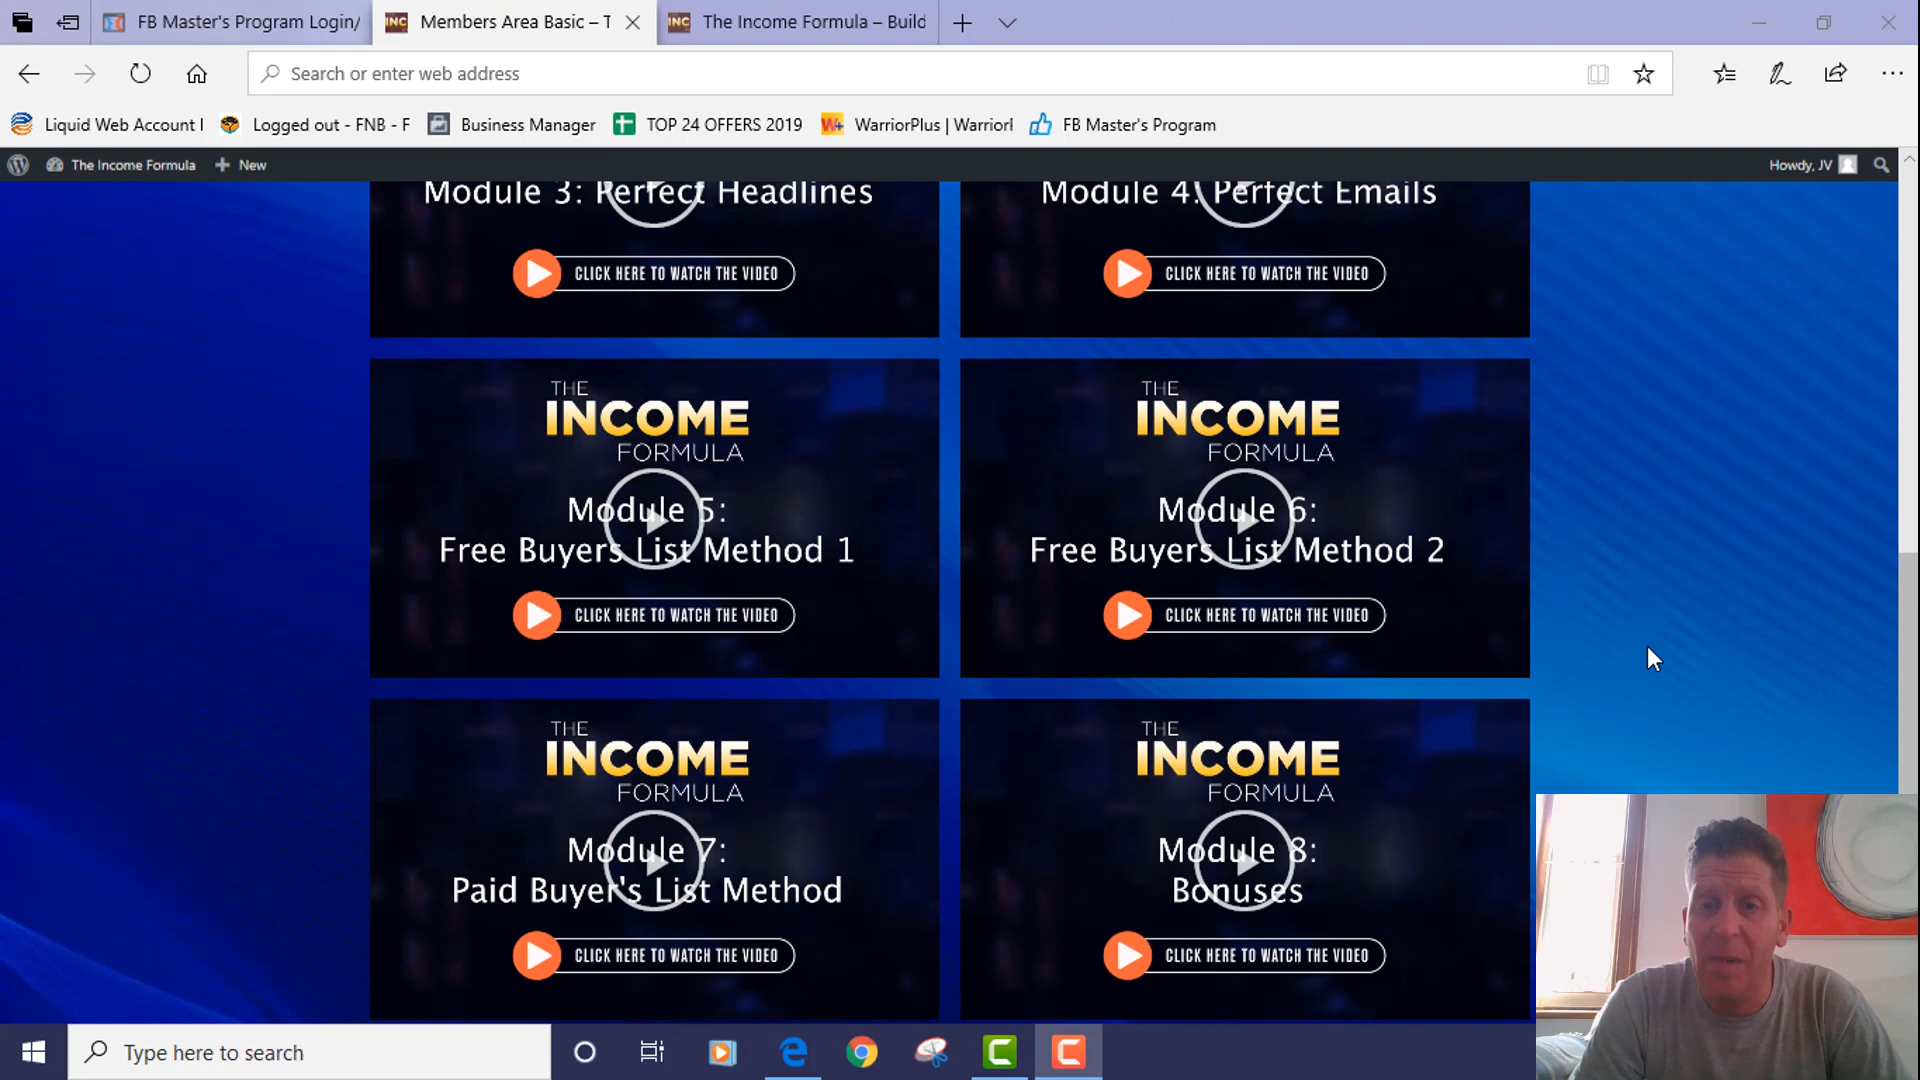 FB Master's Program Login/
Members Area Basic – T
The Income Formula – Build
Search or enter web address
Liquid Web Account I
Logged out - FNB - F
Business Manager
TOP 24 OFFERS 2019
WarriorPlus | Warriorl
FB Master's Program
The Income Formula
New
Howdy, JV
Module 3: Perfect Headlines
CLICK HERE TO WATCH THE VIDEO
Module 4: Perfect Emails
CLICK HERE TO WATCH THE VIDEO
THE
INCOME
FORMULA
Module 5:
Free Buyers List Method 1
CLICK HERE TO WATCH THE VIDEO
THE
INCOME
FORMULA
Module 6:
Free Buyers List Method 2
CLICK HERE TO WATCH THE VIDEO
THE
INCOME
FORMULA
Module 7:
Paid Buyer's List Method
CLICK HERE TO WATCH THE VIDEO
THE
INCOME
FORMULA
Module 8:
Bonuses
CLICK HERE TO WATCH THE VIDEO
Type here to search